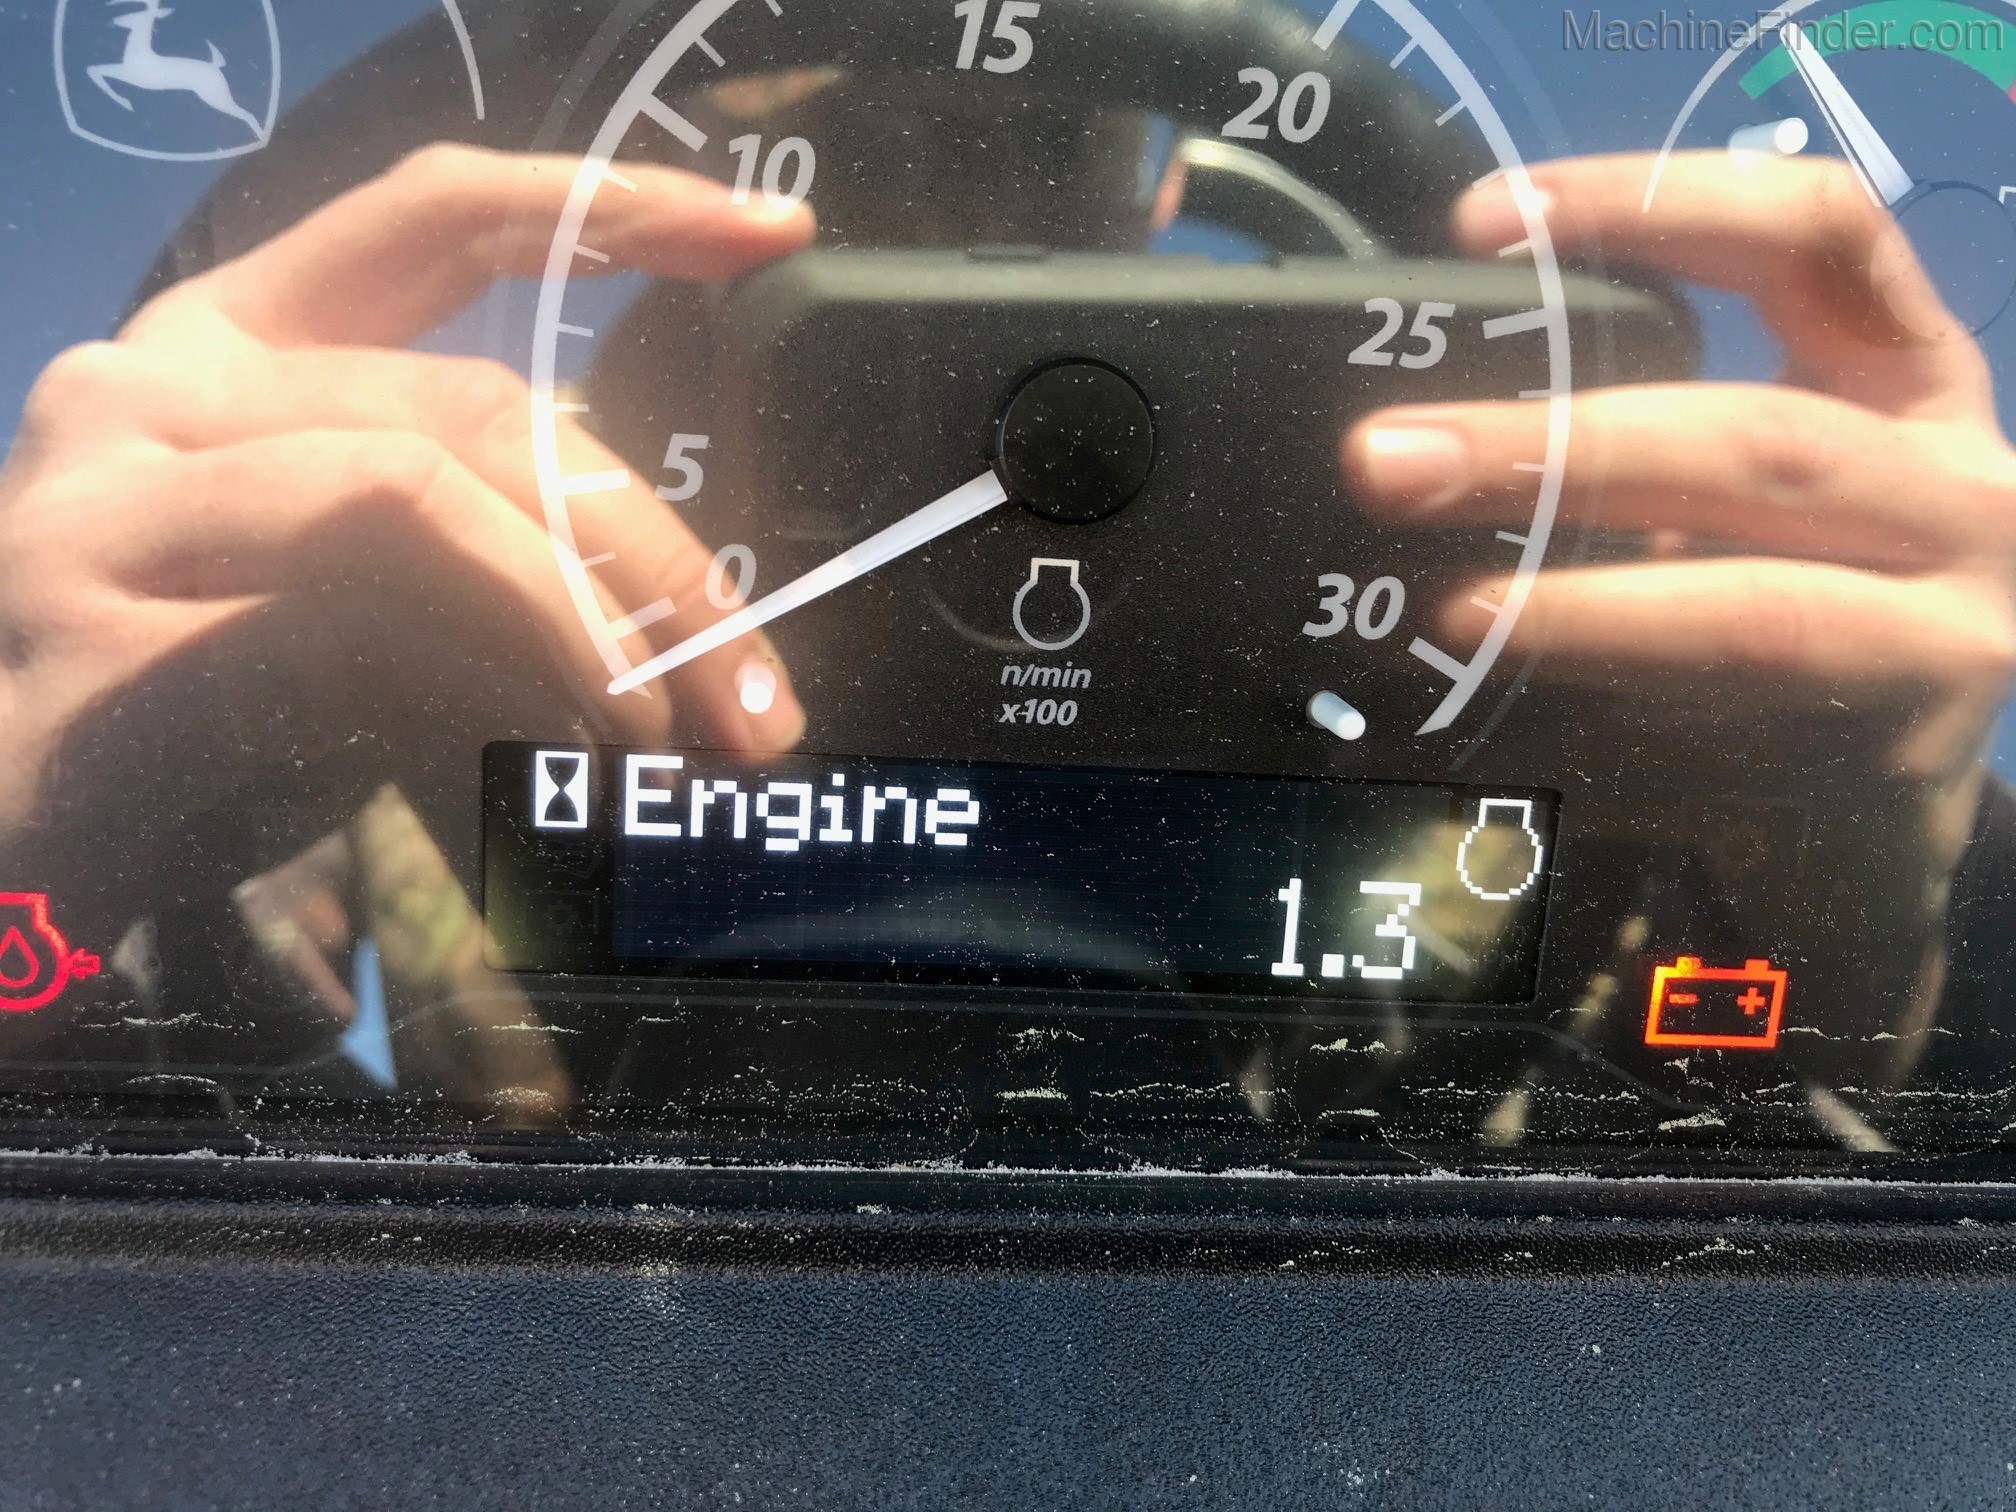 MachineFinder.com
15
10
20
25
5
0
30
n/min
x100
Engine
1.3
- +